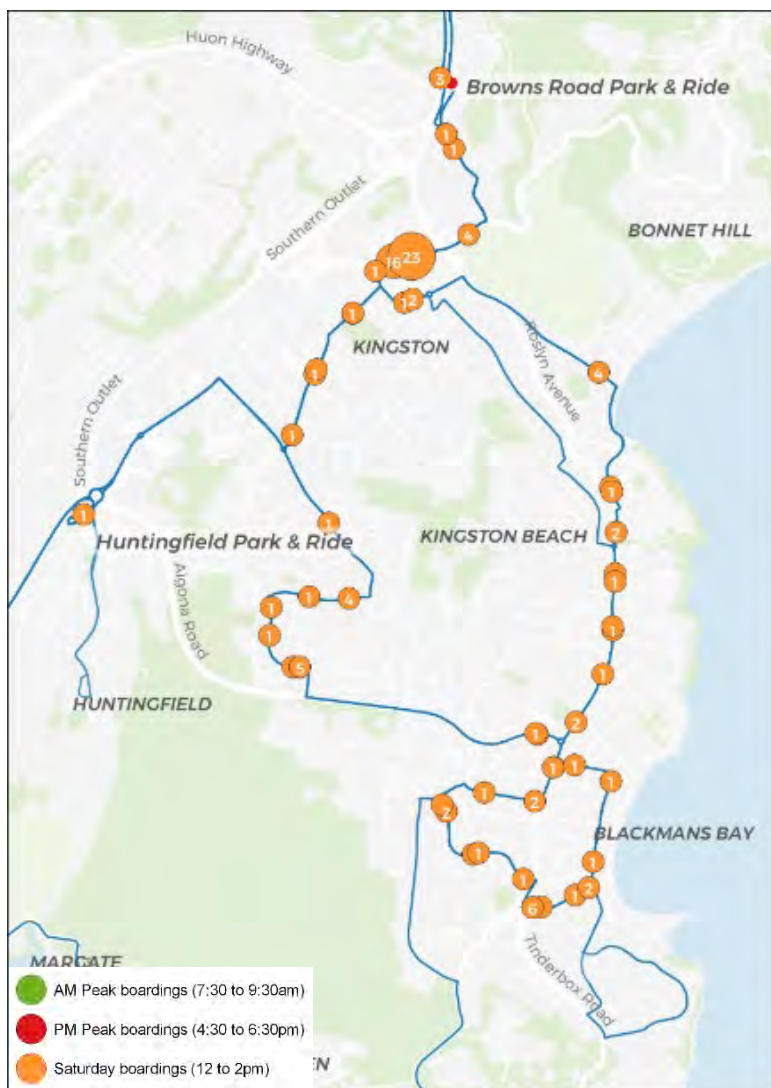 Huon Highway
3
Browns Road Park & Ride
1
1
Southern Outlet
4
BONNET HILL
16
23
1
1
2
1
KINGSTON
Roslyn Avenue
1
4
Southern Outlet
1
1
1
1
2
Huntingfield Park & Ride
KINGSTON BEACH
Algona Road
1
1
4
1
1
1
1
5
1
HUNTINGFIELD
2
1
1
1
1
1
2
2
BLACKMANS BAY
1
1
1
2
1
6
Tinderbox Road
MARGATE
AM Peak boardings (7:30 to 9:30am)
PM Peak boardings (4:30 to 6:30pm)
Saturday boardings (12 to 2pm)
EN